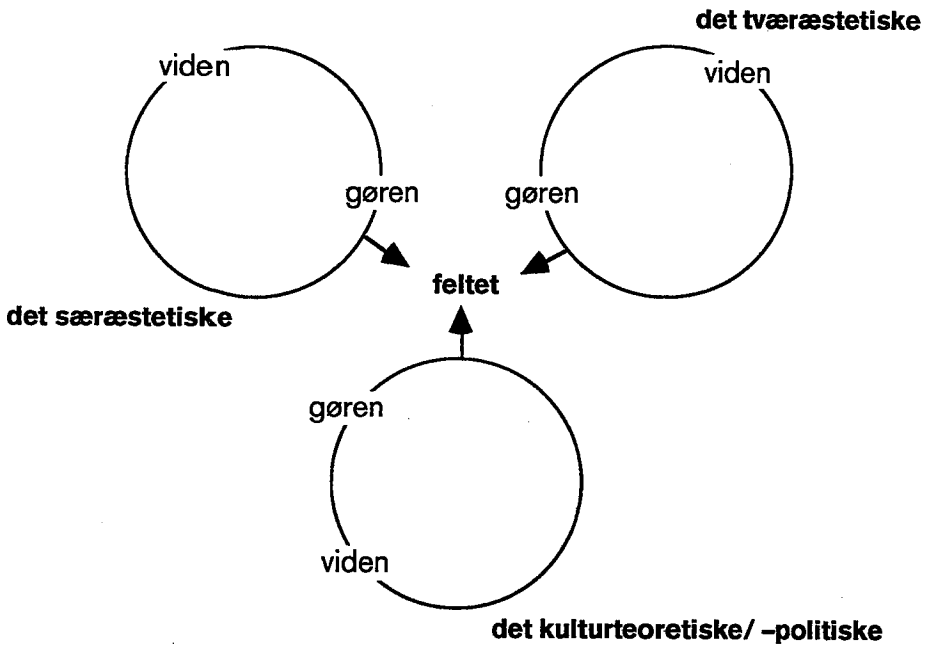 det tværæstetiske
viden
viden
gøren
gøren
feltet
det særæstetiske
gøren
viden
det kulturteoretiske/ –politiske